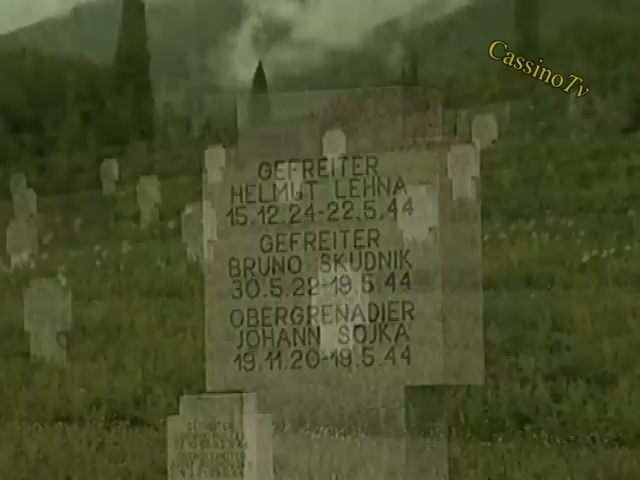 CassinoTv
GEFREITER
HELMUT LEHNA
15.12.24-22.5.44
GEFREITER
BRUNO SKUDNIK
30.5.22-19.5.44
OBERGRENADIER
JOHANN SOJKA
19.11.20-19.5.44